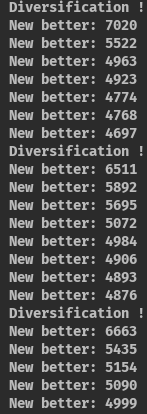 Diversification !
New better: 7020
New better: 5522
New better: 4963
New better: 4923
New better: 4774
New better: 4768
New better: 4697
Diversification !
New better: 6511
New better: 5892
New better: 5695
New better: 5072
New better: 4984
New better: 4906
New better: 4893
New better: 4876
Diversification !
New better: 6663
New better: 5435
New better: 5154
New better: 5090
New better: 4999